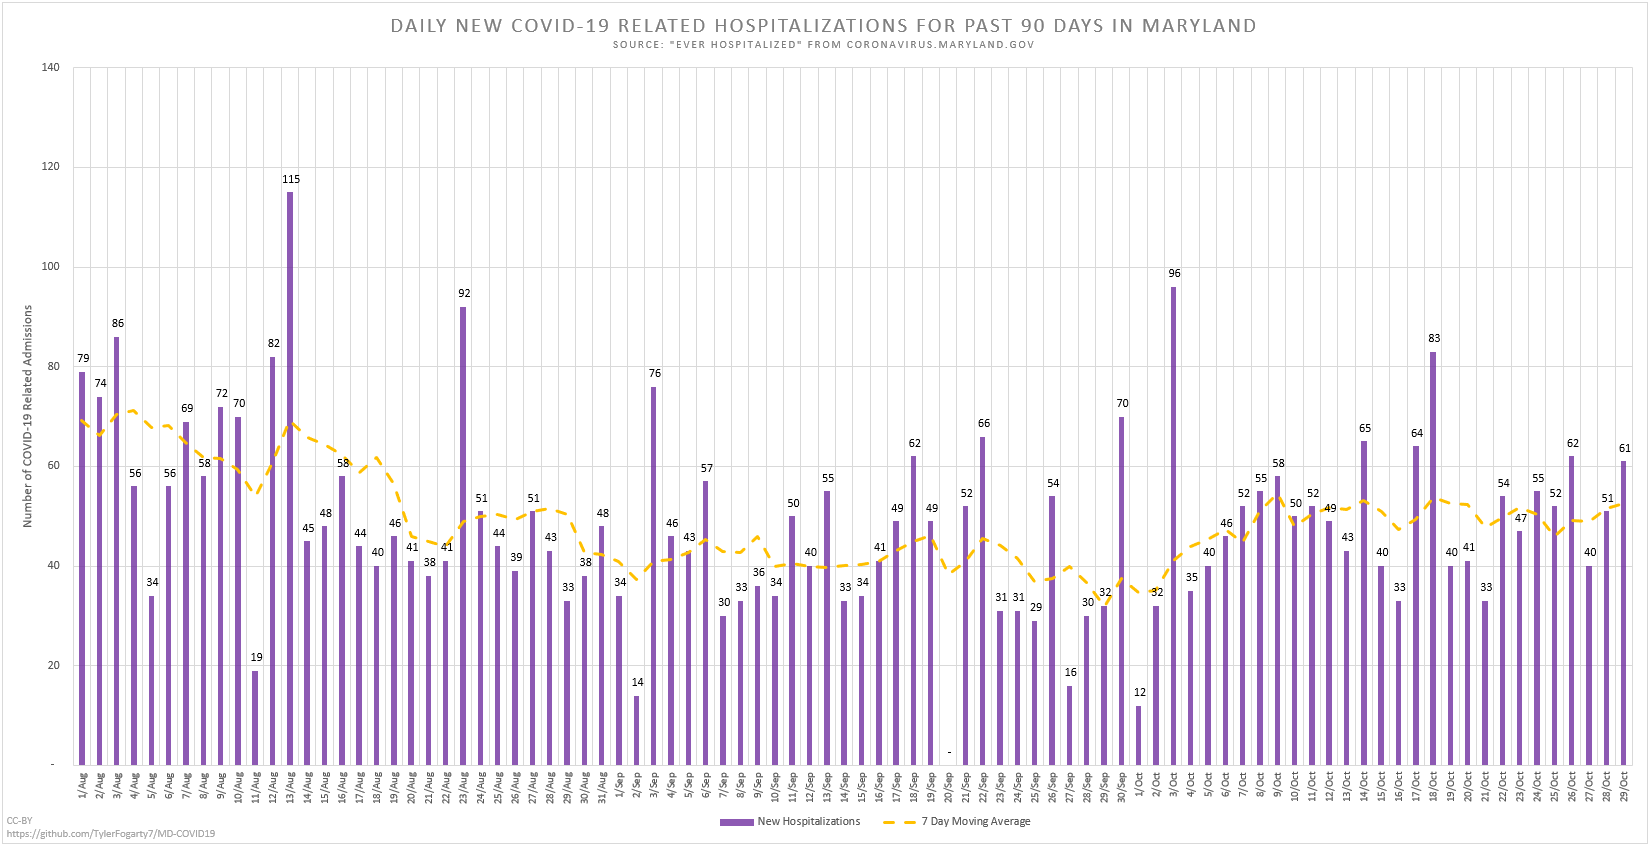 DAILY NEW COVID-19 RELATED HOSPITALIZATIONS FOR PAST 90 DAYS IN MARYLAND
SOURCE: "EVER HOSPITALIZED" FROM CORONAVIRUS.MARYLAND.GOV
Number of COVID-19 Related Admissions
140
120
100
80
60
40
20
-
79 74 86 56 34 56 69 58 72 70 19 82 115 45 48 58 44 40 46 41 38 41 92 51 44 39 51 43 33 38 48 34 14 76 46 43 57 30 33 36 34 50 40 55 33 34 41 49 62 49 - 52 66 31 31 29 54 16 30 32 70 12 32 96 35 40 46 52 55 58 50 52 49 43 65 40 33 64 83 40 41 33 54 47 55 52 62 40 51 61
1/Aug 2/Aug 3/Aug 4/Aug 5/Aug 6/Aug 7/Aug 8/Aug 9/Aug 10/Aug 11/Aug 12/Aug 13/Aug 14/Aug 15/Aug 16/Aug 17/Aug 18/Aug 19/Aug 20/Aug 21/Aug 22/Aug 23/Aug 24/Aug 25/Aug 26/Aug 27/Aug 28/Aug 29/Aug 30/Aug 31/Aug 1/Sep 2/Sep 3/Sep 4/Sep 5/Sep 6/Sep 7/Sep 8/Sep 9/Sep 10/Sep 11/Sep 12/Sep 13/Sep 14/Sep 15/Sep 16/Sep 17/Sep 18/Sep 19/Sep 20/Sep 21/Sep 22/Sep 23/Sep 24/Sep 25/Sep 26/Sep 27/Sep 28/Sep 29/Sep 30/Sep 1/Oct 2/Oct 3/Oct 4/Oct 5/Oct 6/Oct 7/Oct 8/Oct 9/Oct 10/Oct 11/Oct 12/Oct 13/Oct 14/Oct 15/Oct 16/Oct 17/Oct 18/Oct 19/Oct 20/Oct 21/Oct 22/Oct 23/Oct 24/Oct 25/Oct 26/Oct 27/Oct 28/Oct 29/Oct
New Hospitalizations 7 Day Moving Average
CC-BY
https://github.com/TylerFogarty7/MD-COVID19